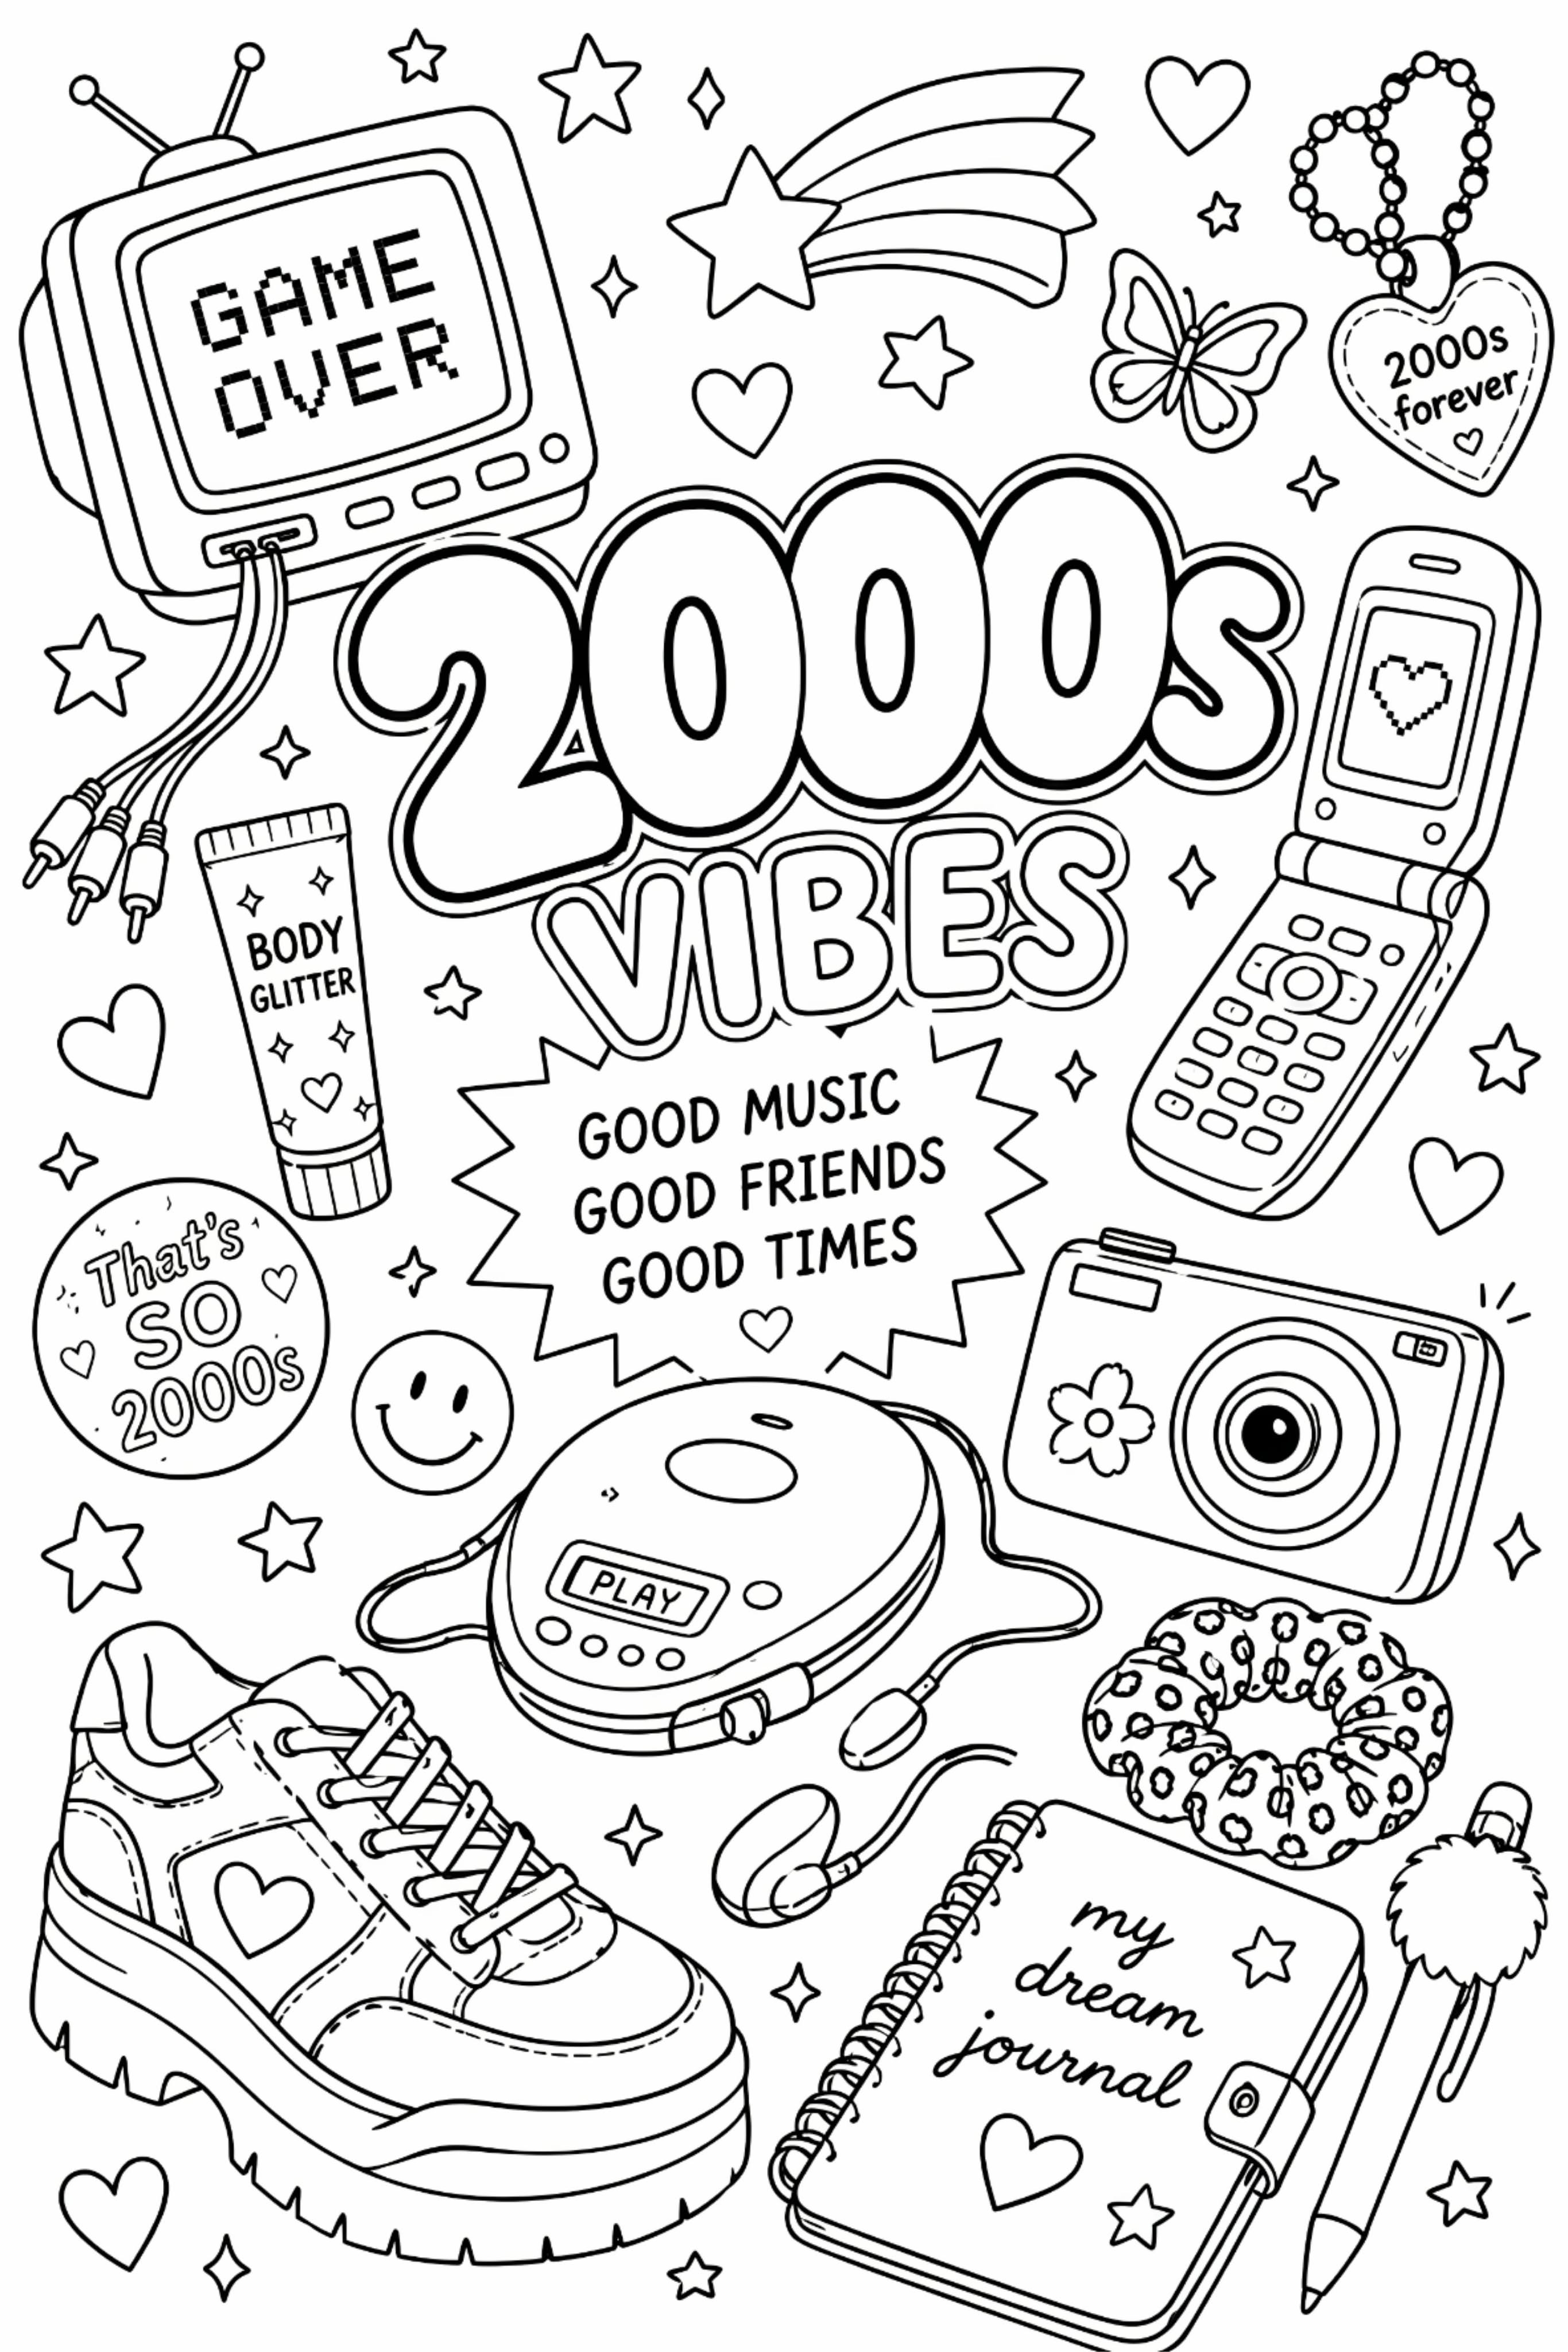 GAME
OVER
2000s
forever
2000s
VIBES
BODY
GLITTER
GOOD MUSIC
GOOD FRIENDS
GOOD TIMES
That's
SO
2000s
PLAY
my
dream
journal